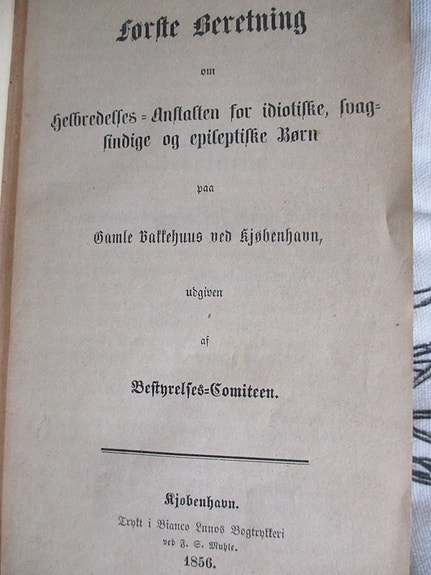 Første Beretning
om
Helbredelses-Anstalten for idiotiske, svag-
sindige og epileptiske Børn
paa
Gamle Bakkehuus ved Kjøbenhavn,
udgiven
af
Bestyrelses-Comiteen.
Kjøbenhavn.
Trykt i Bianco Lunos Bogtrykkeri
ved F. S. Muhle.
1856.